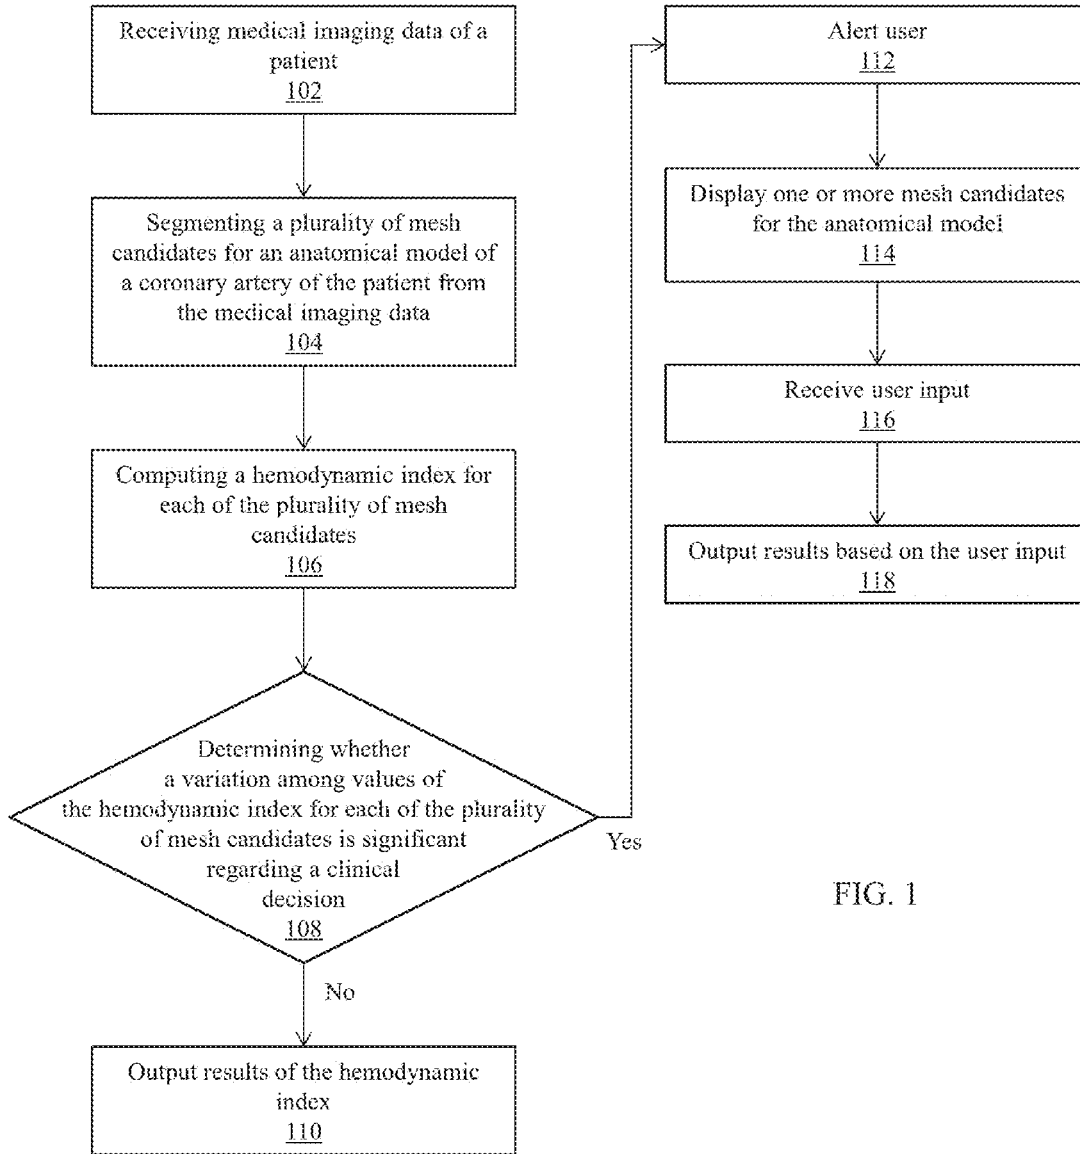 Receiving medical imaging data of a
patient
102
Segmenting a plurality of mesh
candidates for an anatomical model of
a coronary artery of the patient from
the medical imaging data
104
Computing a hemodynamic index for
each of the plurality of mesh
candidates
106
Determining whether
a variation among values of
the hemodynamic index for each of the plurality
of mesh candidates is significant
regarding a clinical
decision
108
Yes
No
Output results of the hemodynamic
index
110
Alert user
112
Display one or more mesh candidates
for the anatomical model
114
Receive user input
116
Output results based on the user input
118
FIG. 1